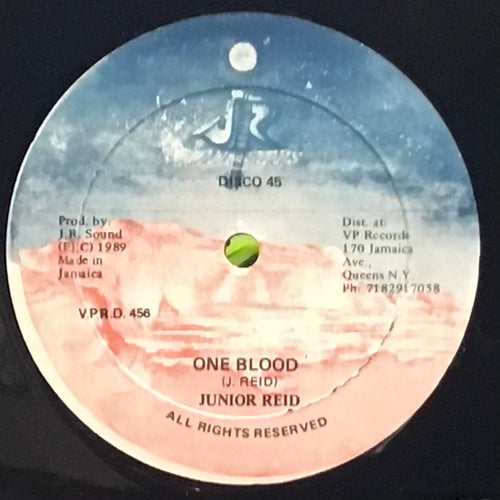 JR
DISCO 45
Prod. by:
J.R. Sound
(P)(C) 1989
Made in
Jamaica
V.P.R.D. 456
Dist. at:
VP Records
170 Jamaica
Ave.,
Queens N.Y
Ph: 7182917058
ONE BLOOD
(J. REID)
JUNIOR REID
ALL RIGHTS RESERVED